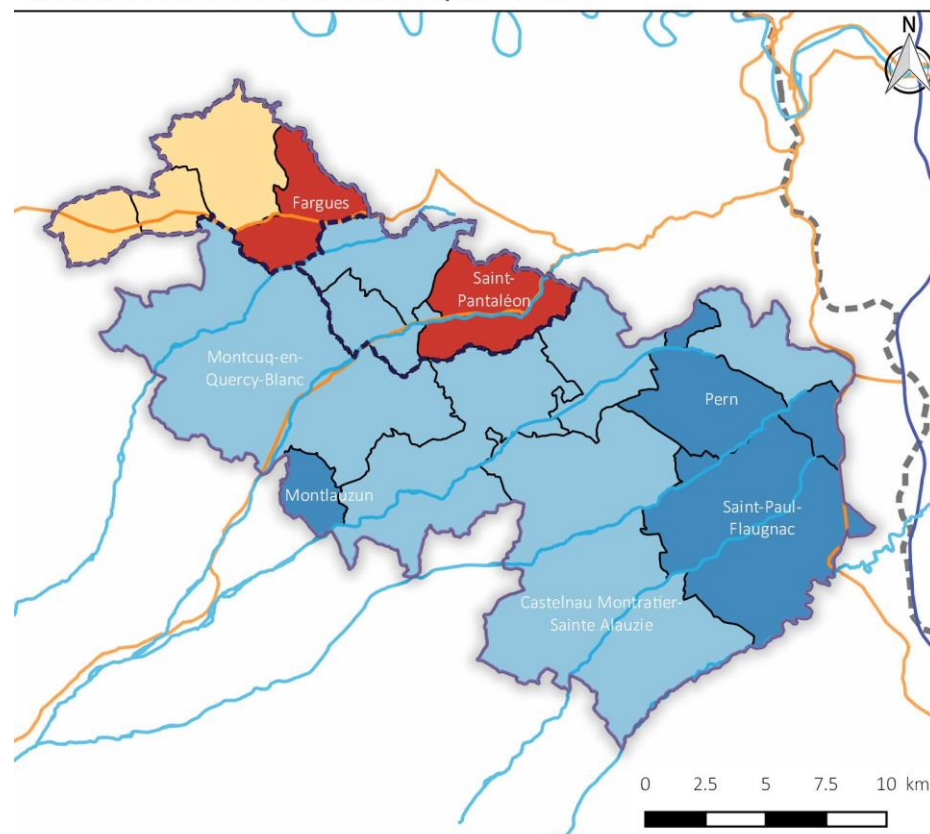 N
Fargues
Saint-
Pantaléon
Montcuq-en-
Quercy-Blanc
Pern
Montlauzun
Saint-Paul-
Flaugnac
Castelnau Montratier-
Sainte Alauzie
0 2.5 5 7.5 10 km